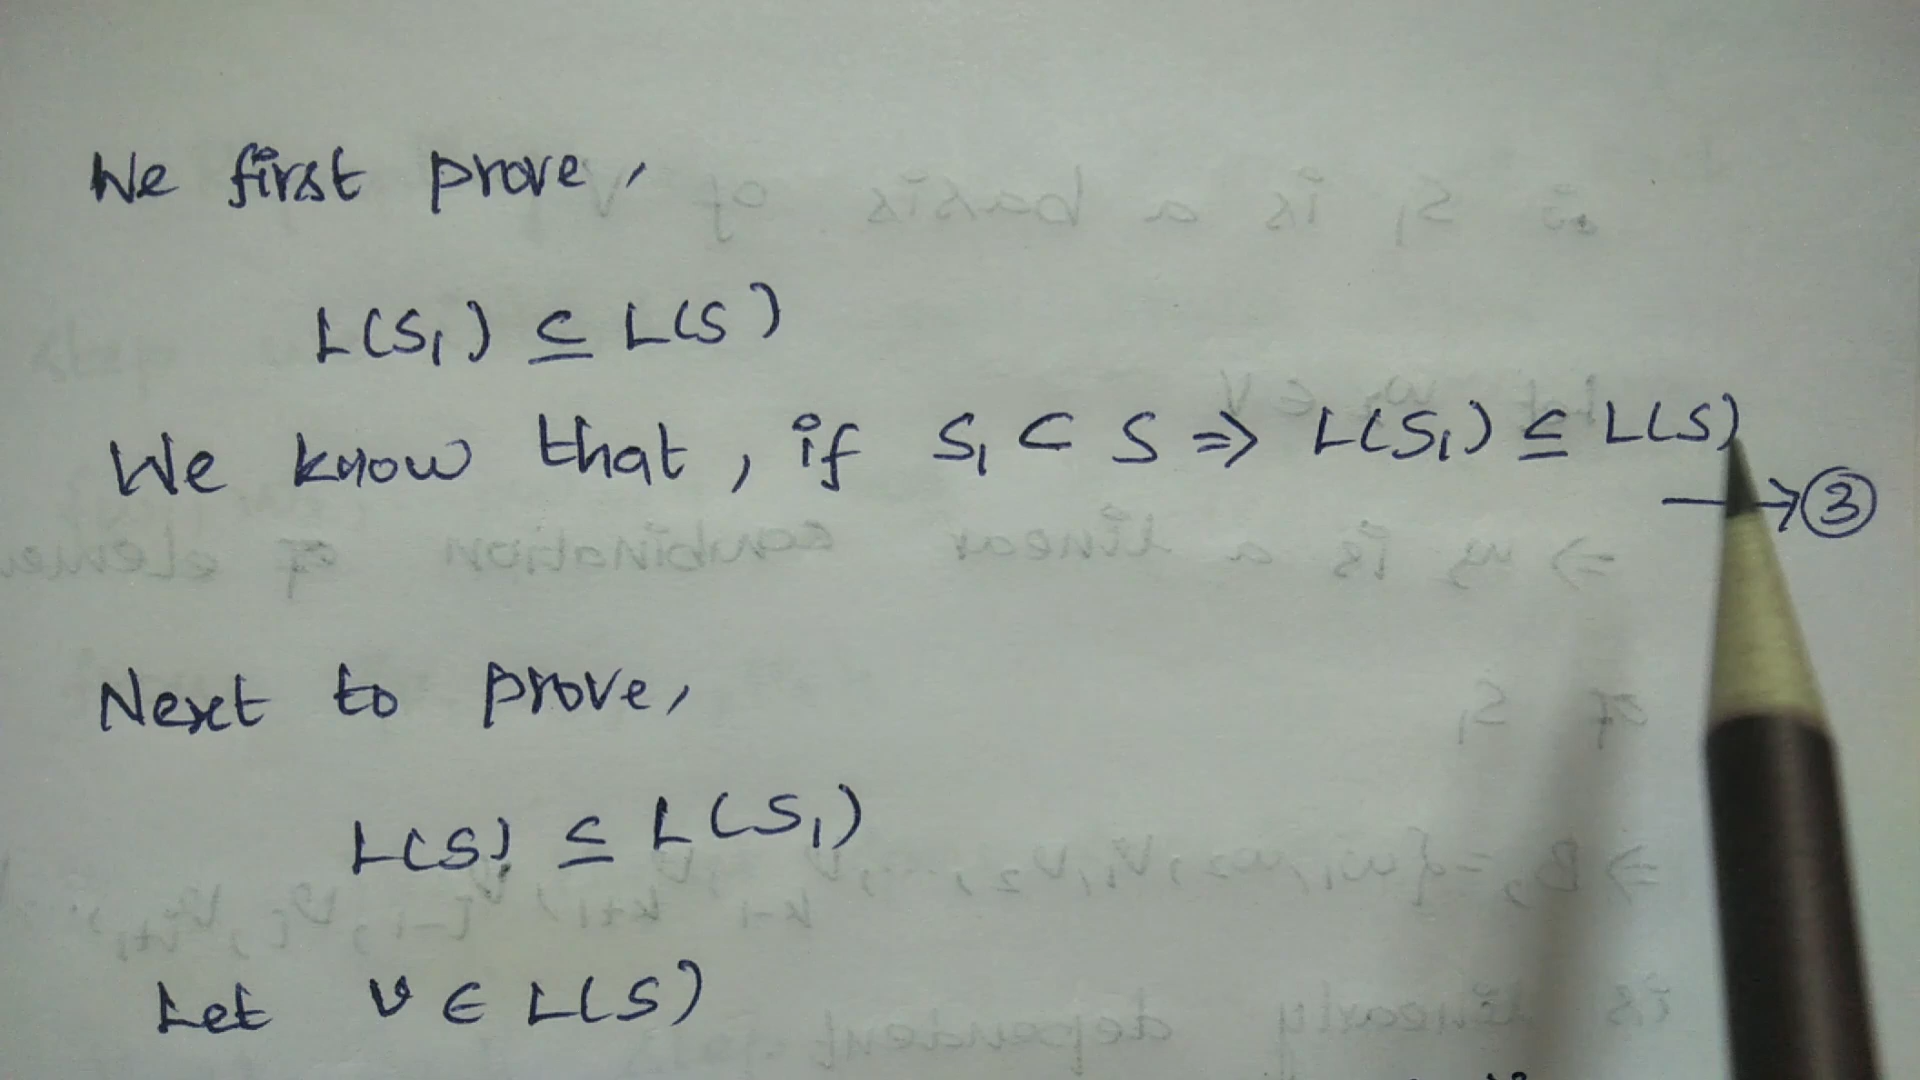 We first prove,
L(S₁) ⊆ L(S)
We know that, if S₁ ⊂ S ⇒ L(S₁) ⊆ L(S)
→ ③
Next to prove,
L(S) ⊆ L(S₁)
Let v ∈ L(S)